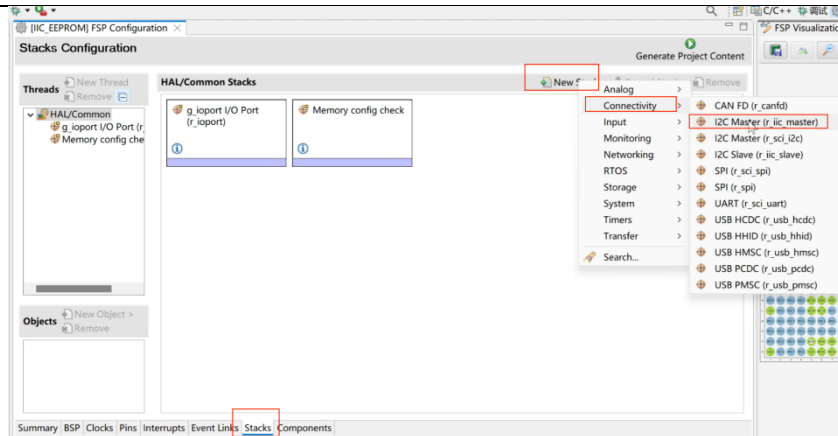 C/C++ 调试
[IIC_EEPROM] FSP Configuration
FSP Visualizatio
Stacks Configuration
Generate Project Content
Threads
New Thread
Remove
HAL/Common Stacks
New
Remove
HAL/Common
g_ioport I/O Port (r
Memory config che
g_ioport I/O Port
(r_ioport)
Memory config check
Analog
Connectivity
Input
Monitoring
Networking
RTOS
Storage
System
Timers
Transfer
Search...
CAN FD (r_canfd)
I2C Master (r_iic_master)
I2C Master (r_sci_i2c)
I2C Slave (r_iic_slave)
SPI (r_sci_spi)
SPI (r_spi)
UART (r_sci_uart)
USB HCDC (r_usb_hcdc)
USB HHID (r_usb_hhid)
USB HMSC (r_usb_hmsc)
USB PCDC (r_usb_pcdc)
USB PMSC (r_usb_pmsc)
Objects
New Object >
Remove
Summary BSP Clocks Pins Interrupts Event Links Stacks Components